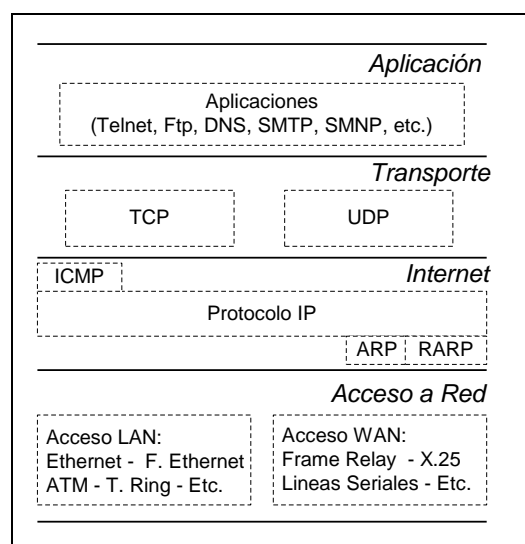 Aplicación
Aplicaciones
(Telnet, Ftp, DNS, SMTP, SMNP, etc.)
Transporte
TCP
UDP
ICMP
Internet
Protocolo IP
ARP
RARP
Acceso a Red
Acceso LAN:
Ethernet - F. Ethernet
ATM - T. Ring - Etc.
Acceso WAN:
Frame Relay - X.25
Lineas Seriales - Etc.